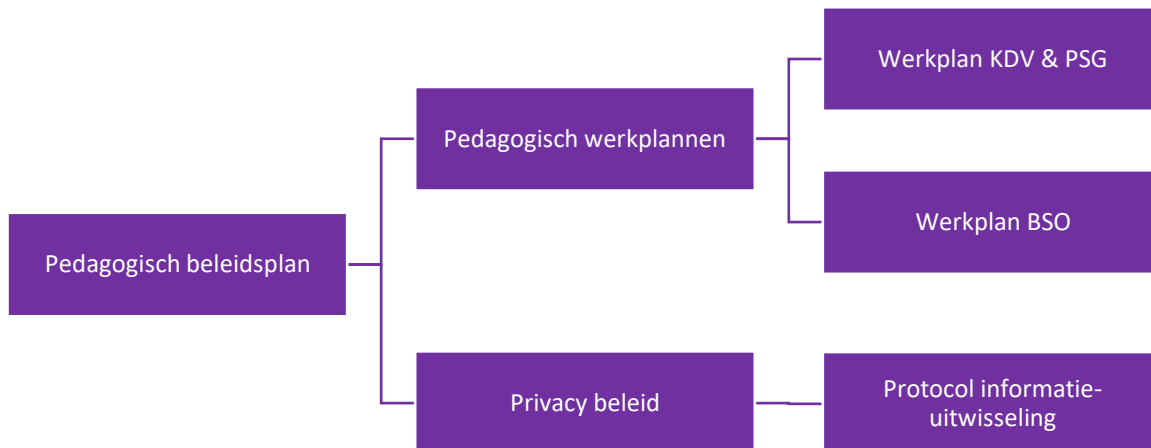 Pedagogisch beleidsplan
Pedagogisch werkplannen
Werkplan KDV & PSG
Werkplan BSO
Privacy beleid
Protocol informatie-
uitwisseling